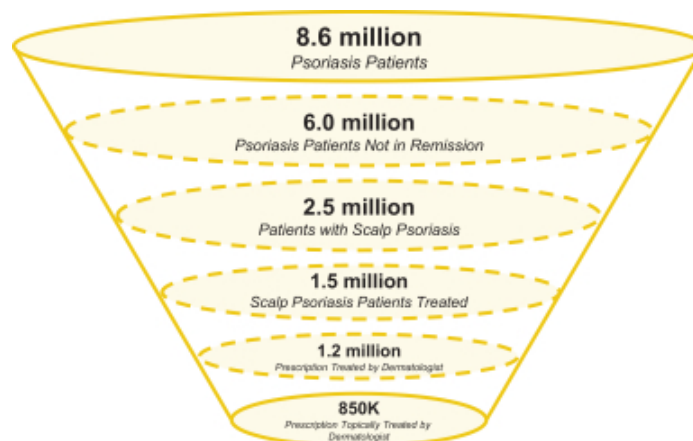 8.6 million
Psoriasis Patients
6.0 million
Psoriasis Patients Not in Remission
2.5 million
Patients with Scalp Psoriasis
1.5 million
Scalp Psoriasis Patients Treated
1.2 million
Prescription Treated by Dermatologist
850K
Prescription Topically Treated by
Dermatologist